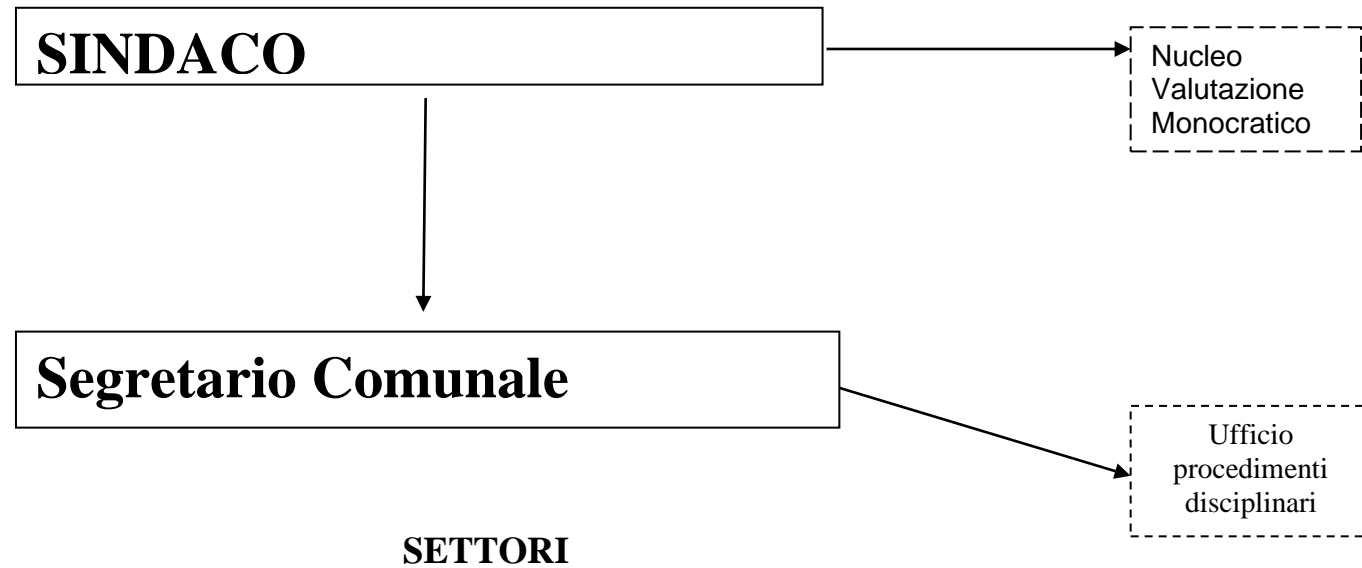 SINDACO
Nucleo
Valutazione
Monocratico
Segretario Comunale
Ufficio
procedimenti
disciplinari
SETTORI